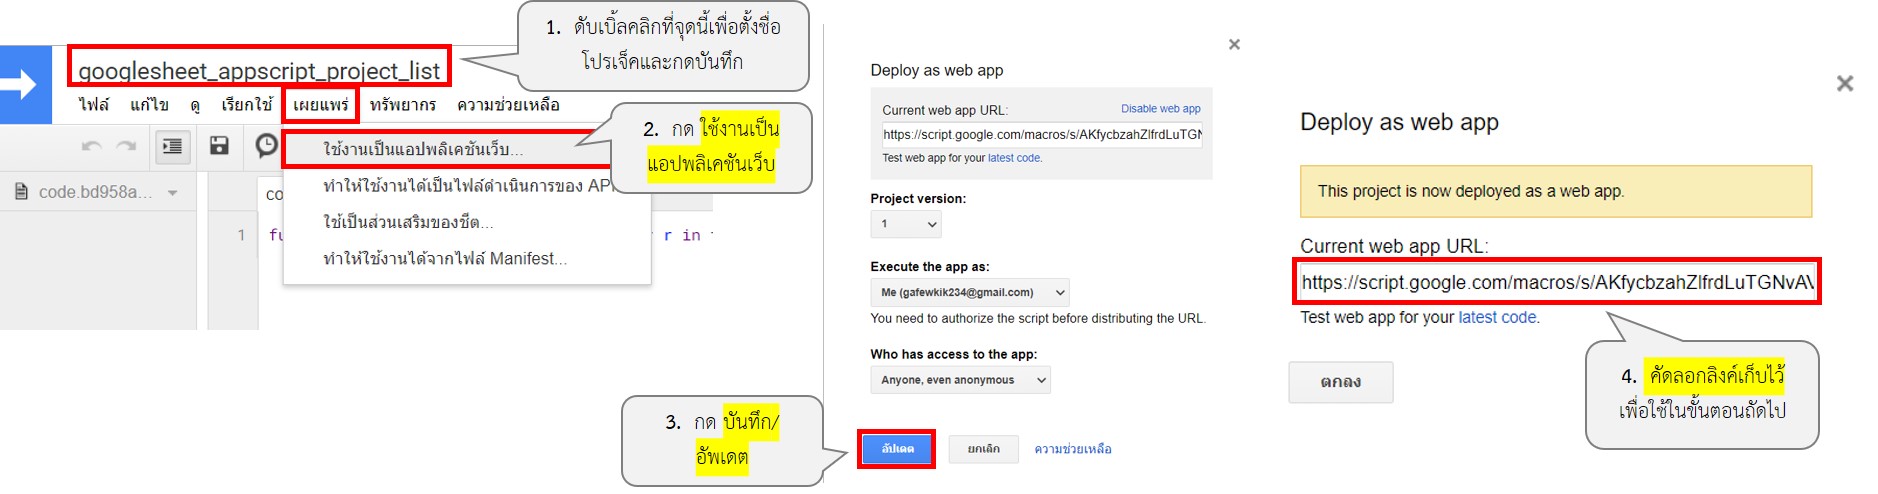 1. ดับเบิ้ลคลิกที่จุดนี้เพื่อตั้งชื่อ
โปรเจ็คและกดบันทึก
googlesheet_appscript_project_list
ไฟล์ แก้ไข ดู เรียกใช้ เผยแพร่ ทรัพยากร ความช่วยเหลือ
2. กด ใช้งานเป็น
แอปพลิเคชันเว็บ
ใช้งานเป็นแอปพลิเคชันเว็บ...
ทำให้ใช้งานได้เป็นไฟล์ดำเนินการของ AP
ใช้เป็นส่วนเสริมของชีต...
ทำให้ใช้งานได้จากไฟล์ Manifest...
code.bd958a...
co
1 fu r in
Deploy as web app
Current web app URL: Disable web app
https://script.google.com/macros/s/AKfycbzahZlfrdLuTGN
Test web app for your latest code.
Project version:
1
Execute the app as:
Me (gafewkik234@gmail.com)
You need to authorize the script before distributing the URL.
Who has access to the app:
Anyone, even anonymous
3. กด บันทึก/
อัพเดต
อัปเดต ยกเลิก ความช่วยเหลือ
Deploy as web app
This project is now deployed as a web app.
Current web app URL:
https://script.google.com/macros/s/AKfycbzahZlfrdLuTGNvA
Test web app for your latest code.
ตกลง
4. คัดลอกลิงค์เก็บไว้
เพื่อใช้ในขั้นตอนถัดไป